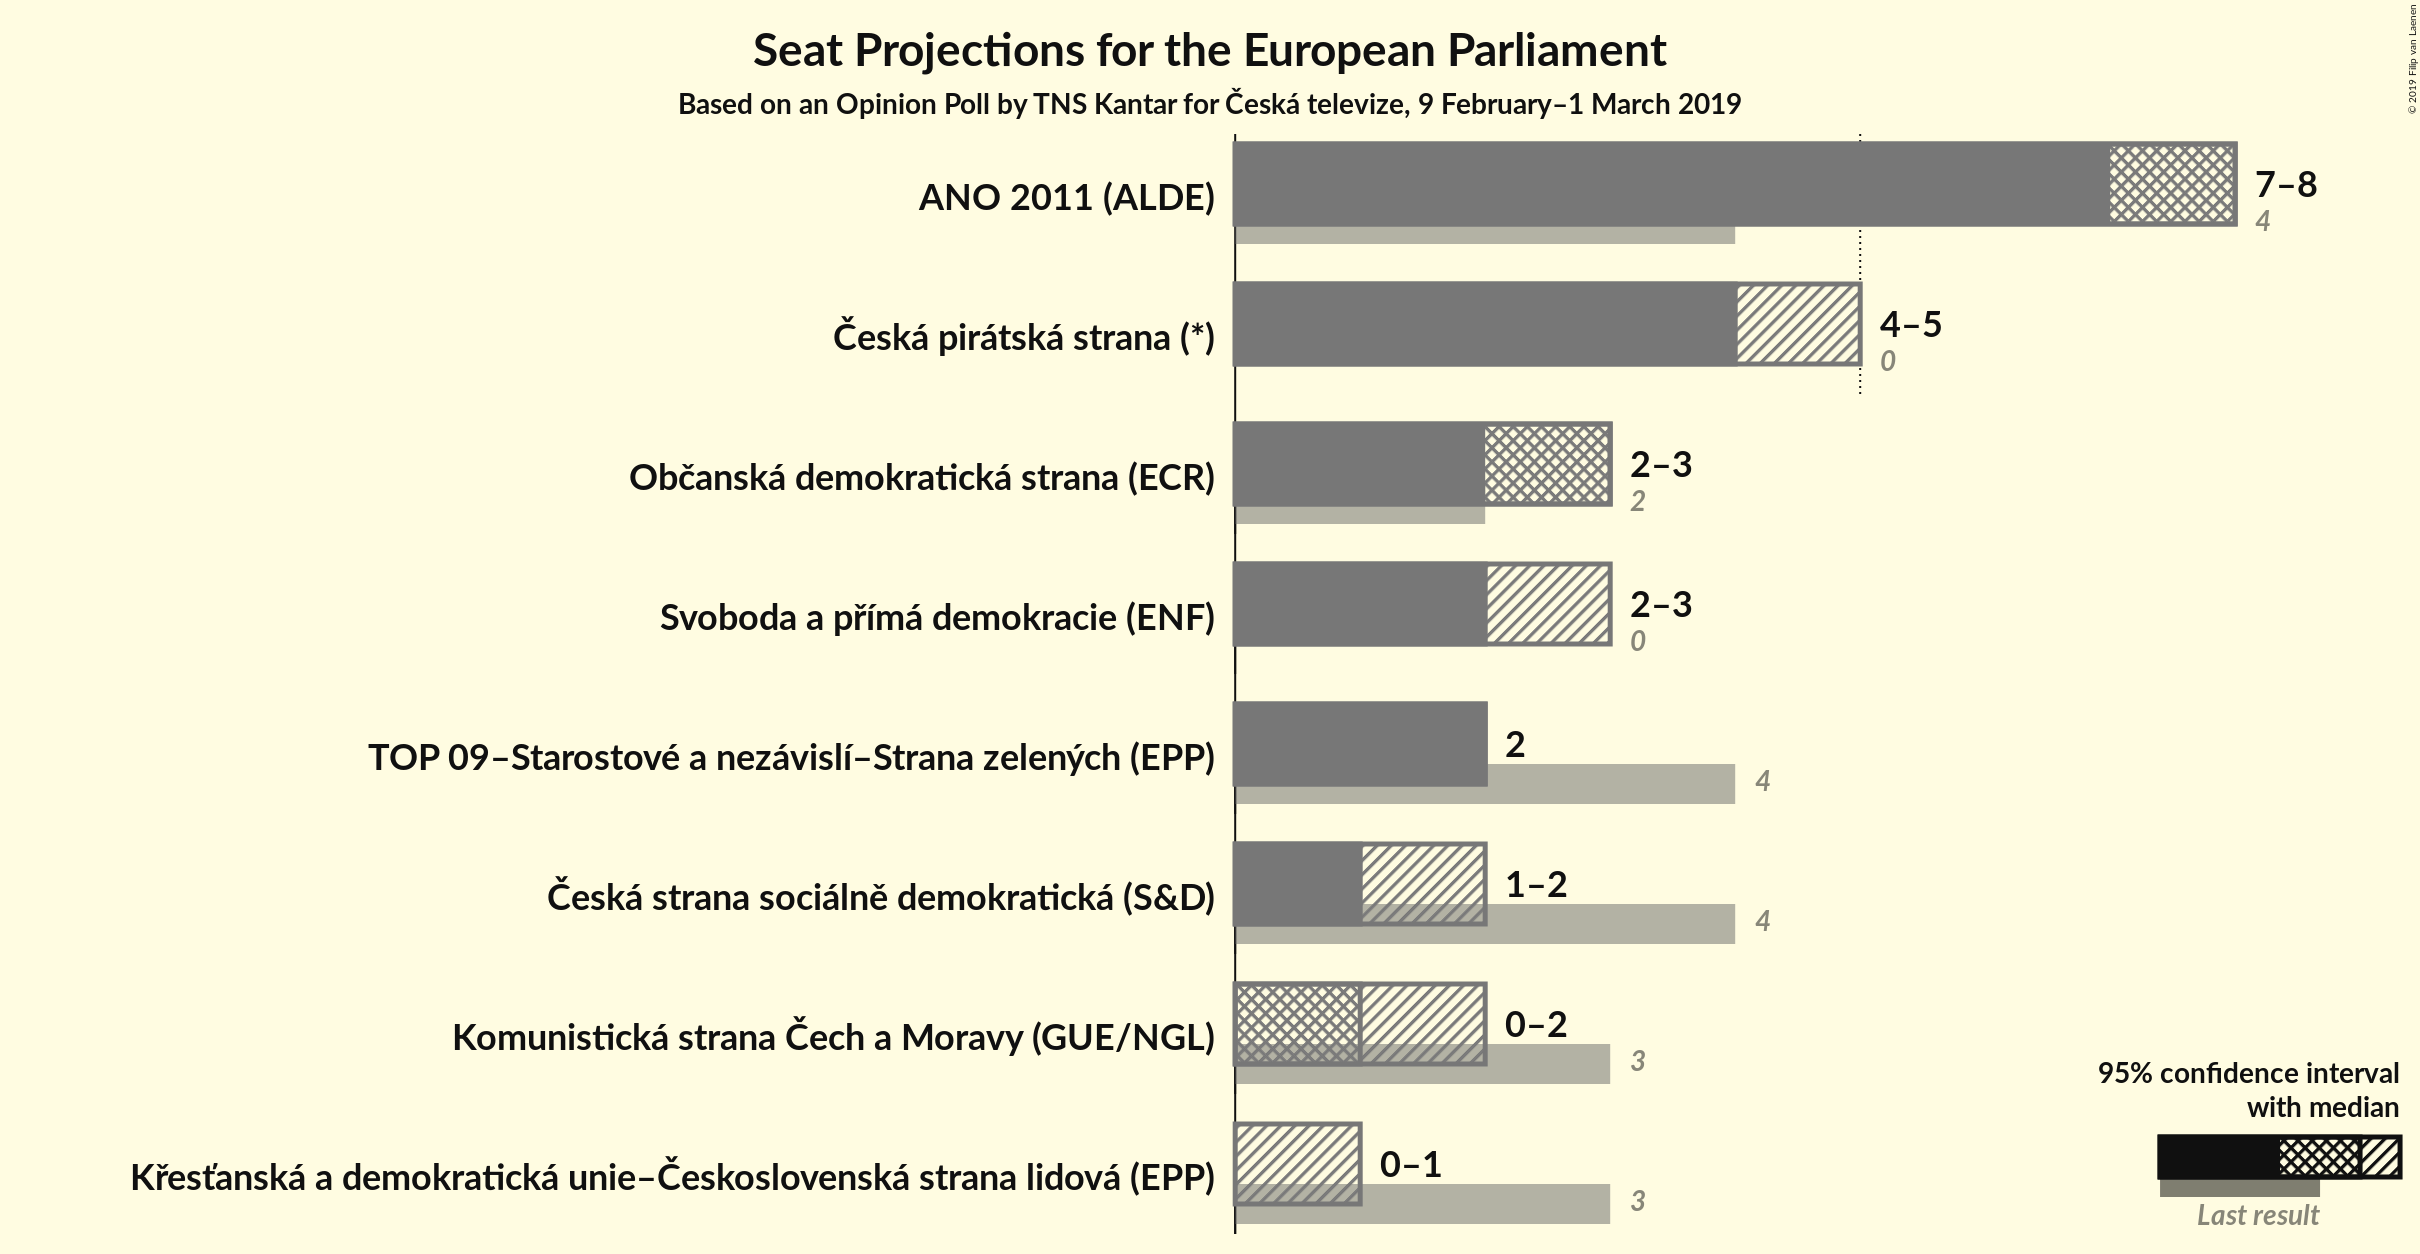 Seat Projections for the European Parliament
Based on an Opinion Poll by TNS Kantar for Česká televize, 9 February–1 March 2019
© 2019 Filip van Laenen
ANO 2011 (ALDE)
7–8
4
Česká pirátská strana (*)
4–5
0
Občanská demokratická strana (ECR)
2–3
2
Svoboda a přímá demokracie (ENF)
2–3
0
TOP 09–Starostové a nezávislí–Strana zelených (EPP)
2
4
Česká strana sociálně demokratická (S&D)
1–2
4
Komunistická strana Čech a Moravy (GUE/NGL)
0–2
3
Křesťanská a demokratická unie–Československá strana lidová (EPP)
0–1
3
95% confidence interval
with median
Last result